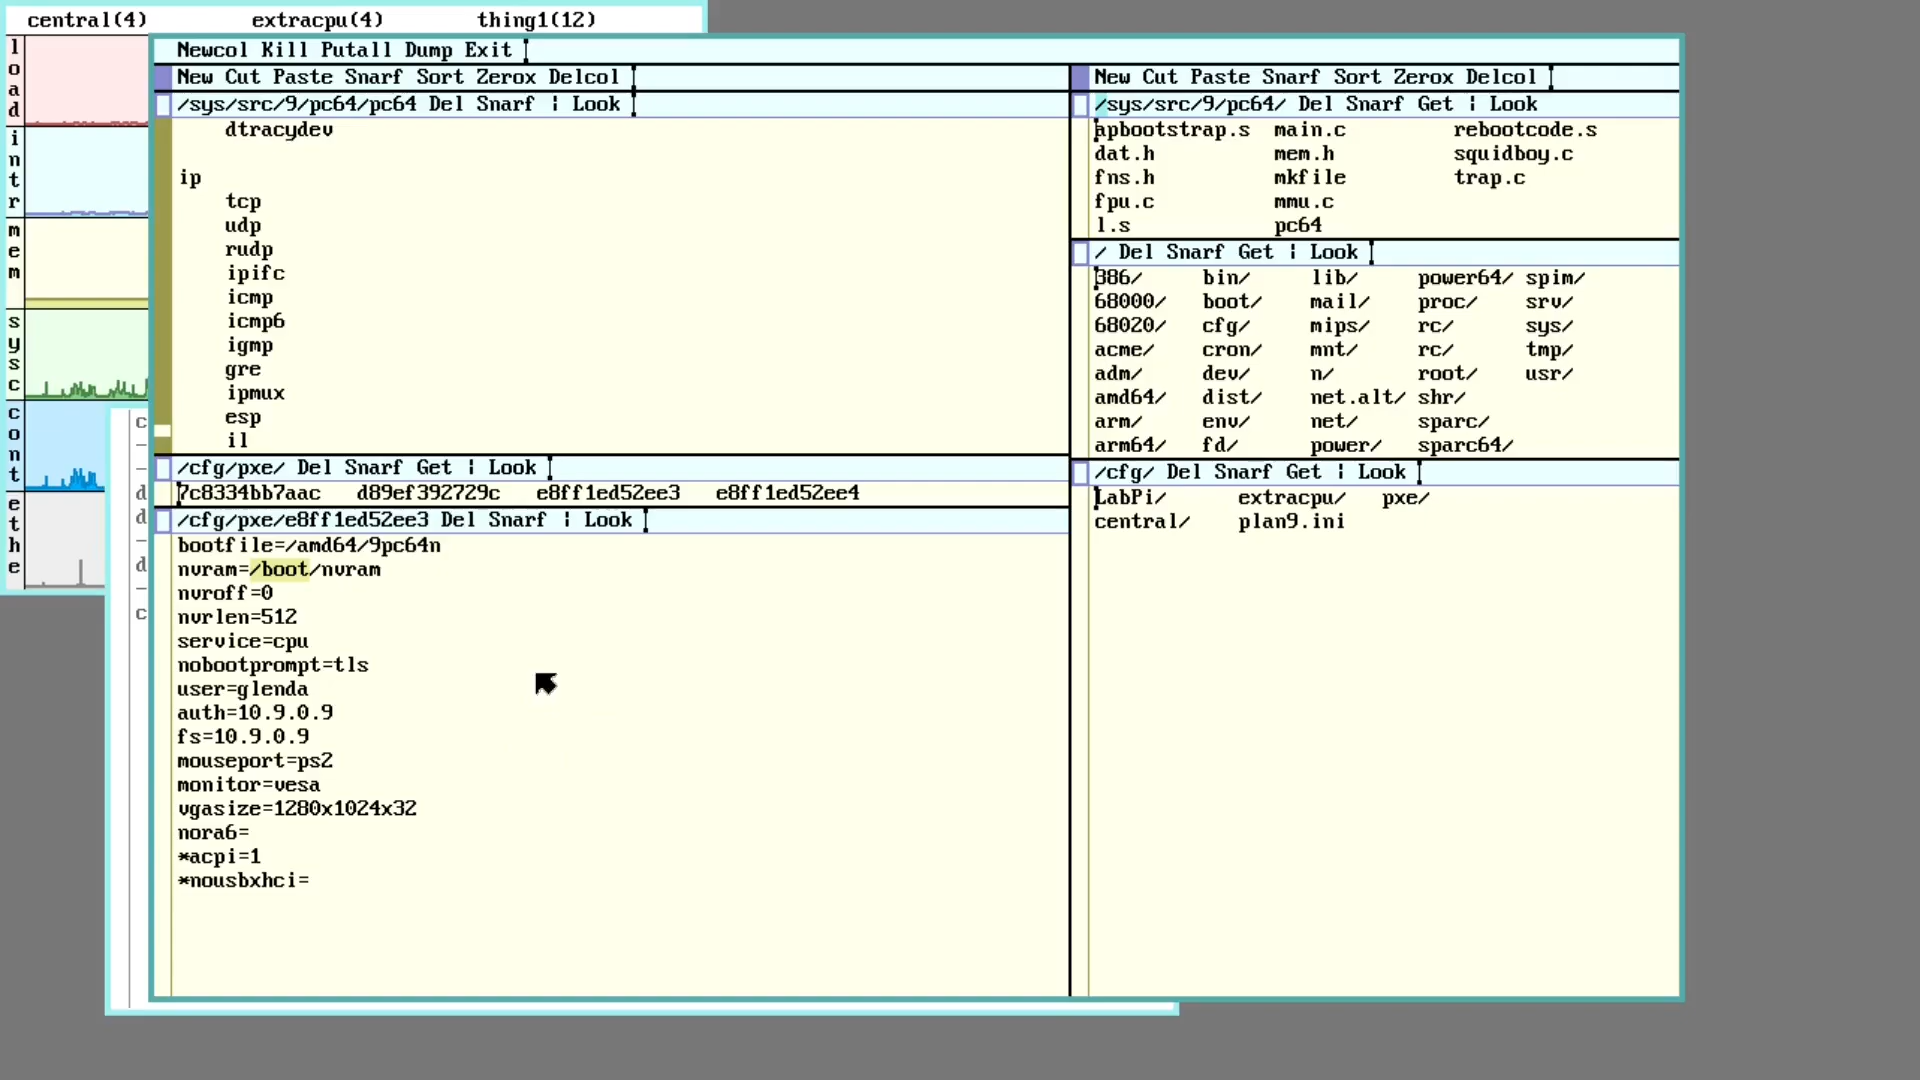 central(4) extracpu(4) thing1(12)
load
intr
mem
sysc
cont
ethe
c
d
d
d
d
c
Newcol Kill Putall Dump Exit
New Cut Paste Snarf Sort Zerox Delcol
/sys/src/9/pc64/pc64 Del Snarf | Look
dtracydev
ip
tcp
udp
rudp
ipifc
icmp
icmp6
igmp
gre
ipmux
esp
il
/cfg/pxe/ Del Snarf Get | Look
7c8334bb7aac d89ef392729c e8ff1ed52ee3 e8ff1ed52ee4
/cfg/pxe/e8ff1ed52ee3 Del Snarf | Look
bootfile=/amd64/9pc64n
nvram=/boot/nvram
nvroff=0
nvrlen=512
service=cpu
nobootprompt=tls
user=glenda
auth=10.9.0.9
fs=10.9.0.9
mouseport=ps2
monitor=vesa
vgasize=1280x1024x32
nora6=
*acpi=1
*nousbxhci=
New Cut Paste Snarf Sort Zerox Delcol
/sys/src/9/pc64/ Del Snarf Get | Look
apbootstrap.s main.c rebootcode.s
dat.h mem.h squidboy.c
fns.h mkfile trap.c
fpu.c mmu.c
l.s pc64
/ Del Snarf Get | Look
386/ bin/ lib/ power64/ spim/
68000/ boot/ mail/ proc/ srv/
68020/ cfg/ mips/ rc/ sys/
acme/ cron/ mnt/ rc/ tmp/
adm/ dev/ n/ root/ usr/
amd64/ dist/ net.alt/ shr/
arm/ env/ net/ sparc/
arm64/ fd/ power/ sparc64/
/cfg/ Del Snarf Get | Look
LabPi/ extracpu/ pxe/
central/ plan9.ini